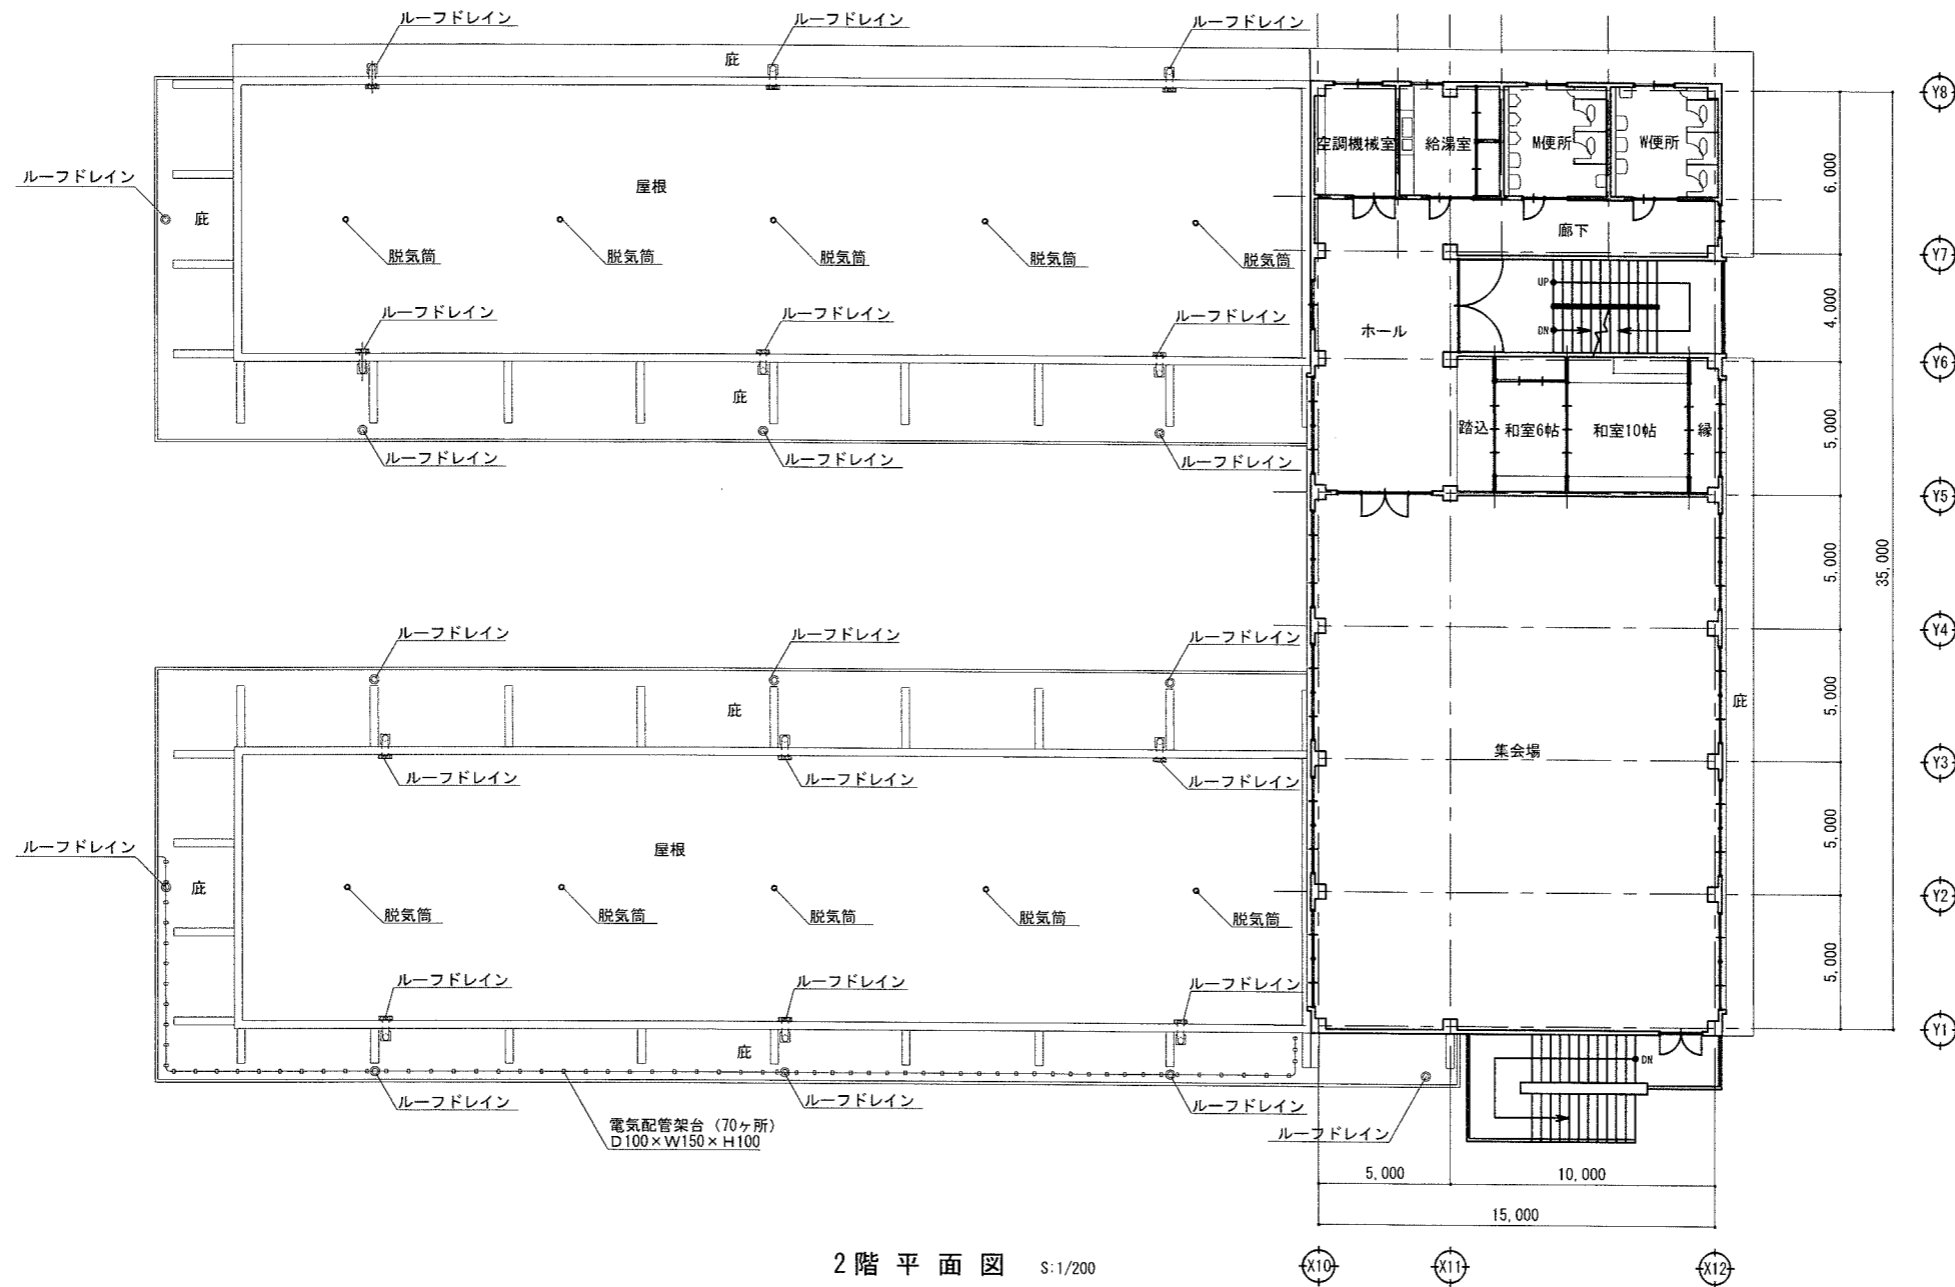 ルーフドレイン
ルーフドレイン
ルーフドレイン
庇
Y8
空調機械室
給湯室
M便所
W便所
6,000
ルーフドレイン
屋根
庇
廊下
脱気筒
脱気筒
脱気筒
脱気筒
脱気筒
Y7
UP
ルーフドレイン
ルーフドレイン
ルーフドレイン
ホール
DN
4,000
Y6
庇
踏込
和室6帖
和室10帖
縁
5,000
ルーフドレイン
ルーフドレイン
ルーフドレイン
Y5
5,000
35,000
ルーフドレイン
ルーフドレイン
ルーフドレイン
Y4
庇
5,000
庇
集会場
Y3
ルーフドレイン
ルーフドレイン
ルーフドレイン
5,000
ルーフドレイン
屋根
庇
脱気筒
脱気筒
脱気筒
脱気筒
脱気筒
Y2
5,000
ルーフドレイン
ルーフドレイン
ルーフドレイン
Y1
庇
DN
ルーフドレイン
ルーフドレイン
ルーフドレイン
ルーフドレイン
電気配管架台（70ヶ所）
D100×W150×H100
5,000
10,000
15,000
2階平面図 S:1/200
X10
X11
X12